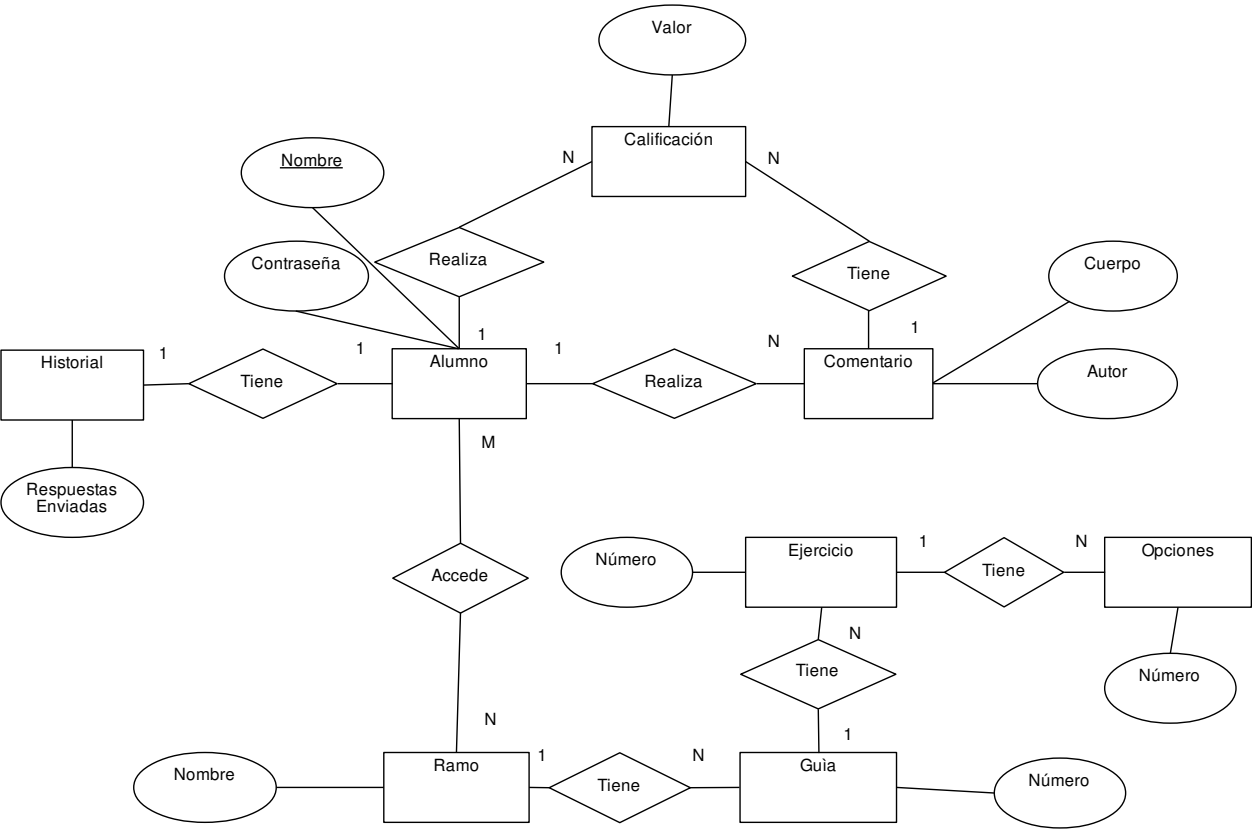 Valor
Calificación
N
N
Nombre
Realiza
Contraseña
Tiene
Cuerpo
1
1
Historial
1
Tiene
1
Alumno
1
Realiza
N
Comentario
Autor
M
Respuestas
Enviadas
Número
Ejercicio
1
Tiene
N
Opciones
Accede
N
Tiene
Número
N
1
Nombre
Ramo
1
Tiene
N
Guìa
Número